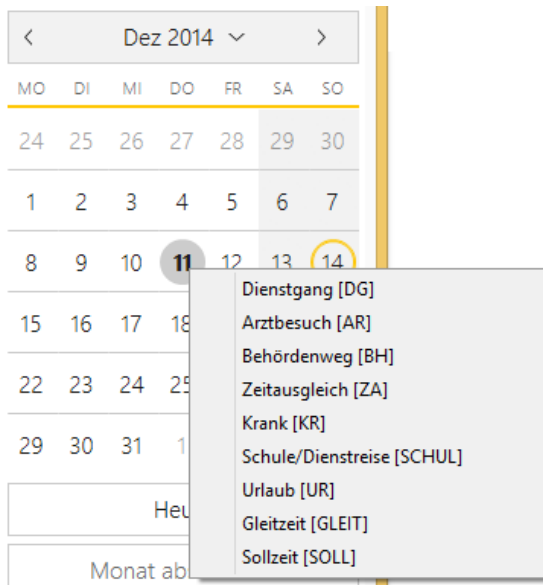 Dez 2014
MO DI MI DO FR SA SO
24 25 26 27 28 29 30
1 2 3 4 5 6 7
8 9 10 11 12 13 14
Dienstgang [DG]
Arztbesuch [AR]
15 16 17 18
Behördenweg [BH]
Zeitausgleich [ZA]
22 23 24 25
Krank [KR]
29 30 31 1
Schule/Dienstreise [SCHUL]
Urlaub [UR]
Gleitzeit [GLEIT]
Sollzeit [SOLL]
Monat